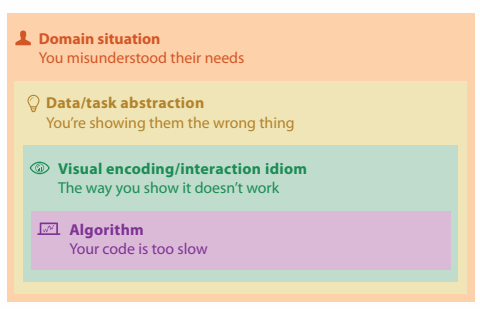 Domain situation
You misunderstood their needs
Data/task abstraction
You're showing them the wrong thing
Visual encoding/interaction idiom
The way you show it doesn't work
Algorithm
Your code is too slow